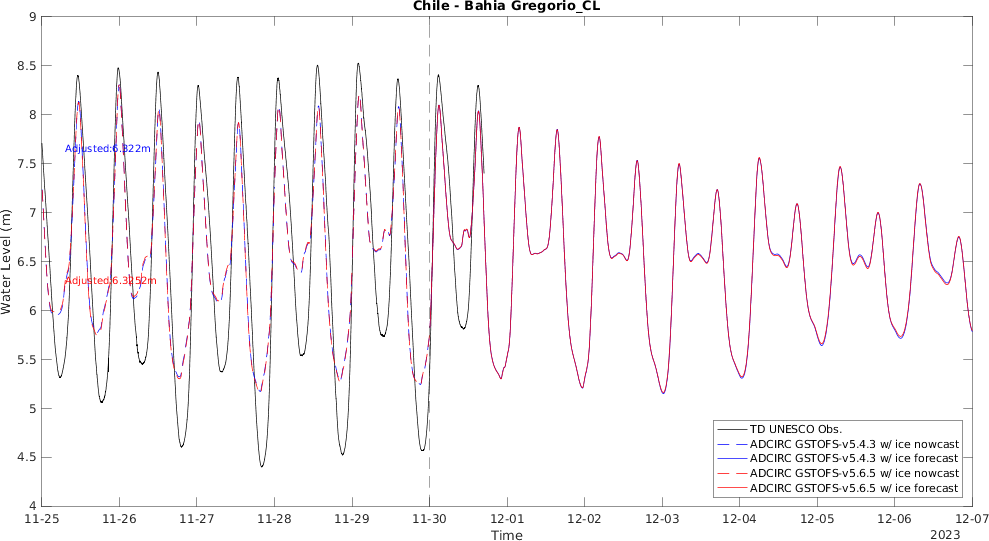 Chile - Bahia Gregorio_CL
Water Level (m)
9
8.5
8
7.5
7
6.5
6
5.5
5
4.5
4
Adjusted:6.322m
Adjusted:6.3252m
TD UNESCO Obs.
ADCIRC GSTOFS-v5.4.3 w/ ice nowcast
ADCIRC GSTOFS-v5.4.3 w/ ice forecast
ADCIRC GSTOFS-v5.6.5 w/ ice nowcast
ADCIRC GSTOFS-v5.6.5 w/ ice forecast
11-25 11-26 11-27 11-28 11-29 11-30 12-01 12-02 12-03 12-04 12-05 12-06 12-07
Time
2023